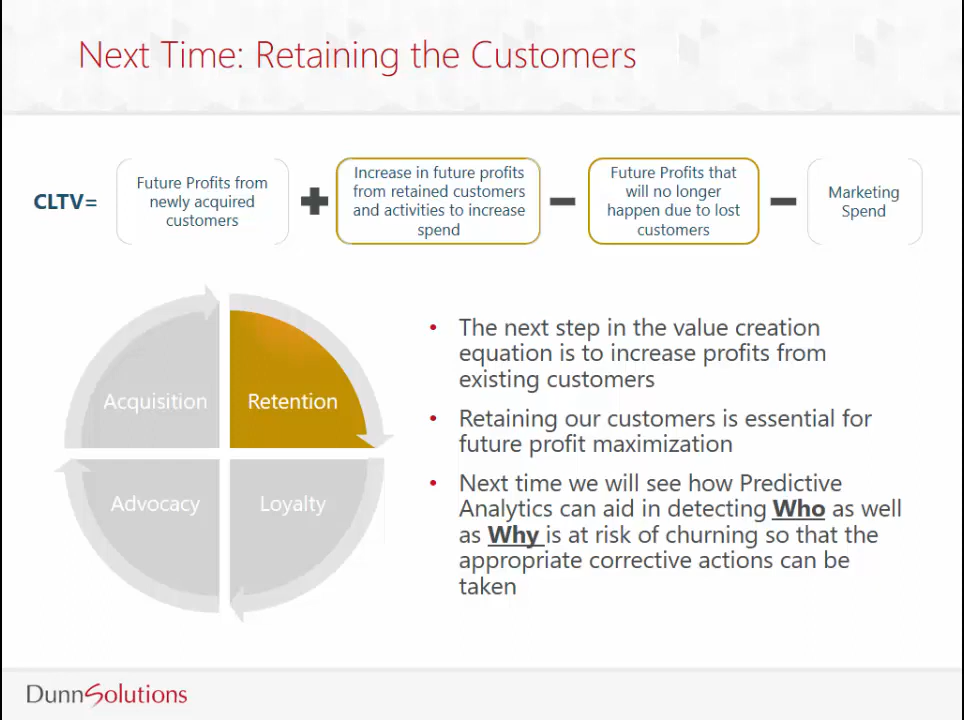 Next Time: Retaining the Customers
CLTV=
Future Profits from
newly acquired
customers
+
Increase in future profits
from retained customers
and activities to increase
spend
−
Future Profits that
will no longer
happen due to lost
customers
−
Marketing
Spend
Acquisition
Retention
Advocacy
Loyalty
• The next step in the value creation
equation is to increase profits from
existing customers
• Retaining our customers is essential for
future profit maximization
• Next time we will see how Predictive
Analytics can aid in detecting Who as well
as Why is at risk of churning so that the
appropriate corrective actions can be
taken
DunnSolutions